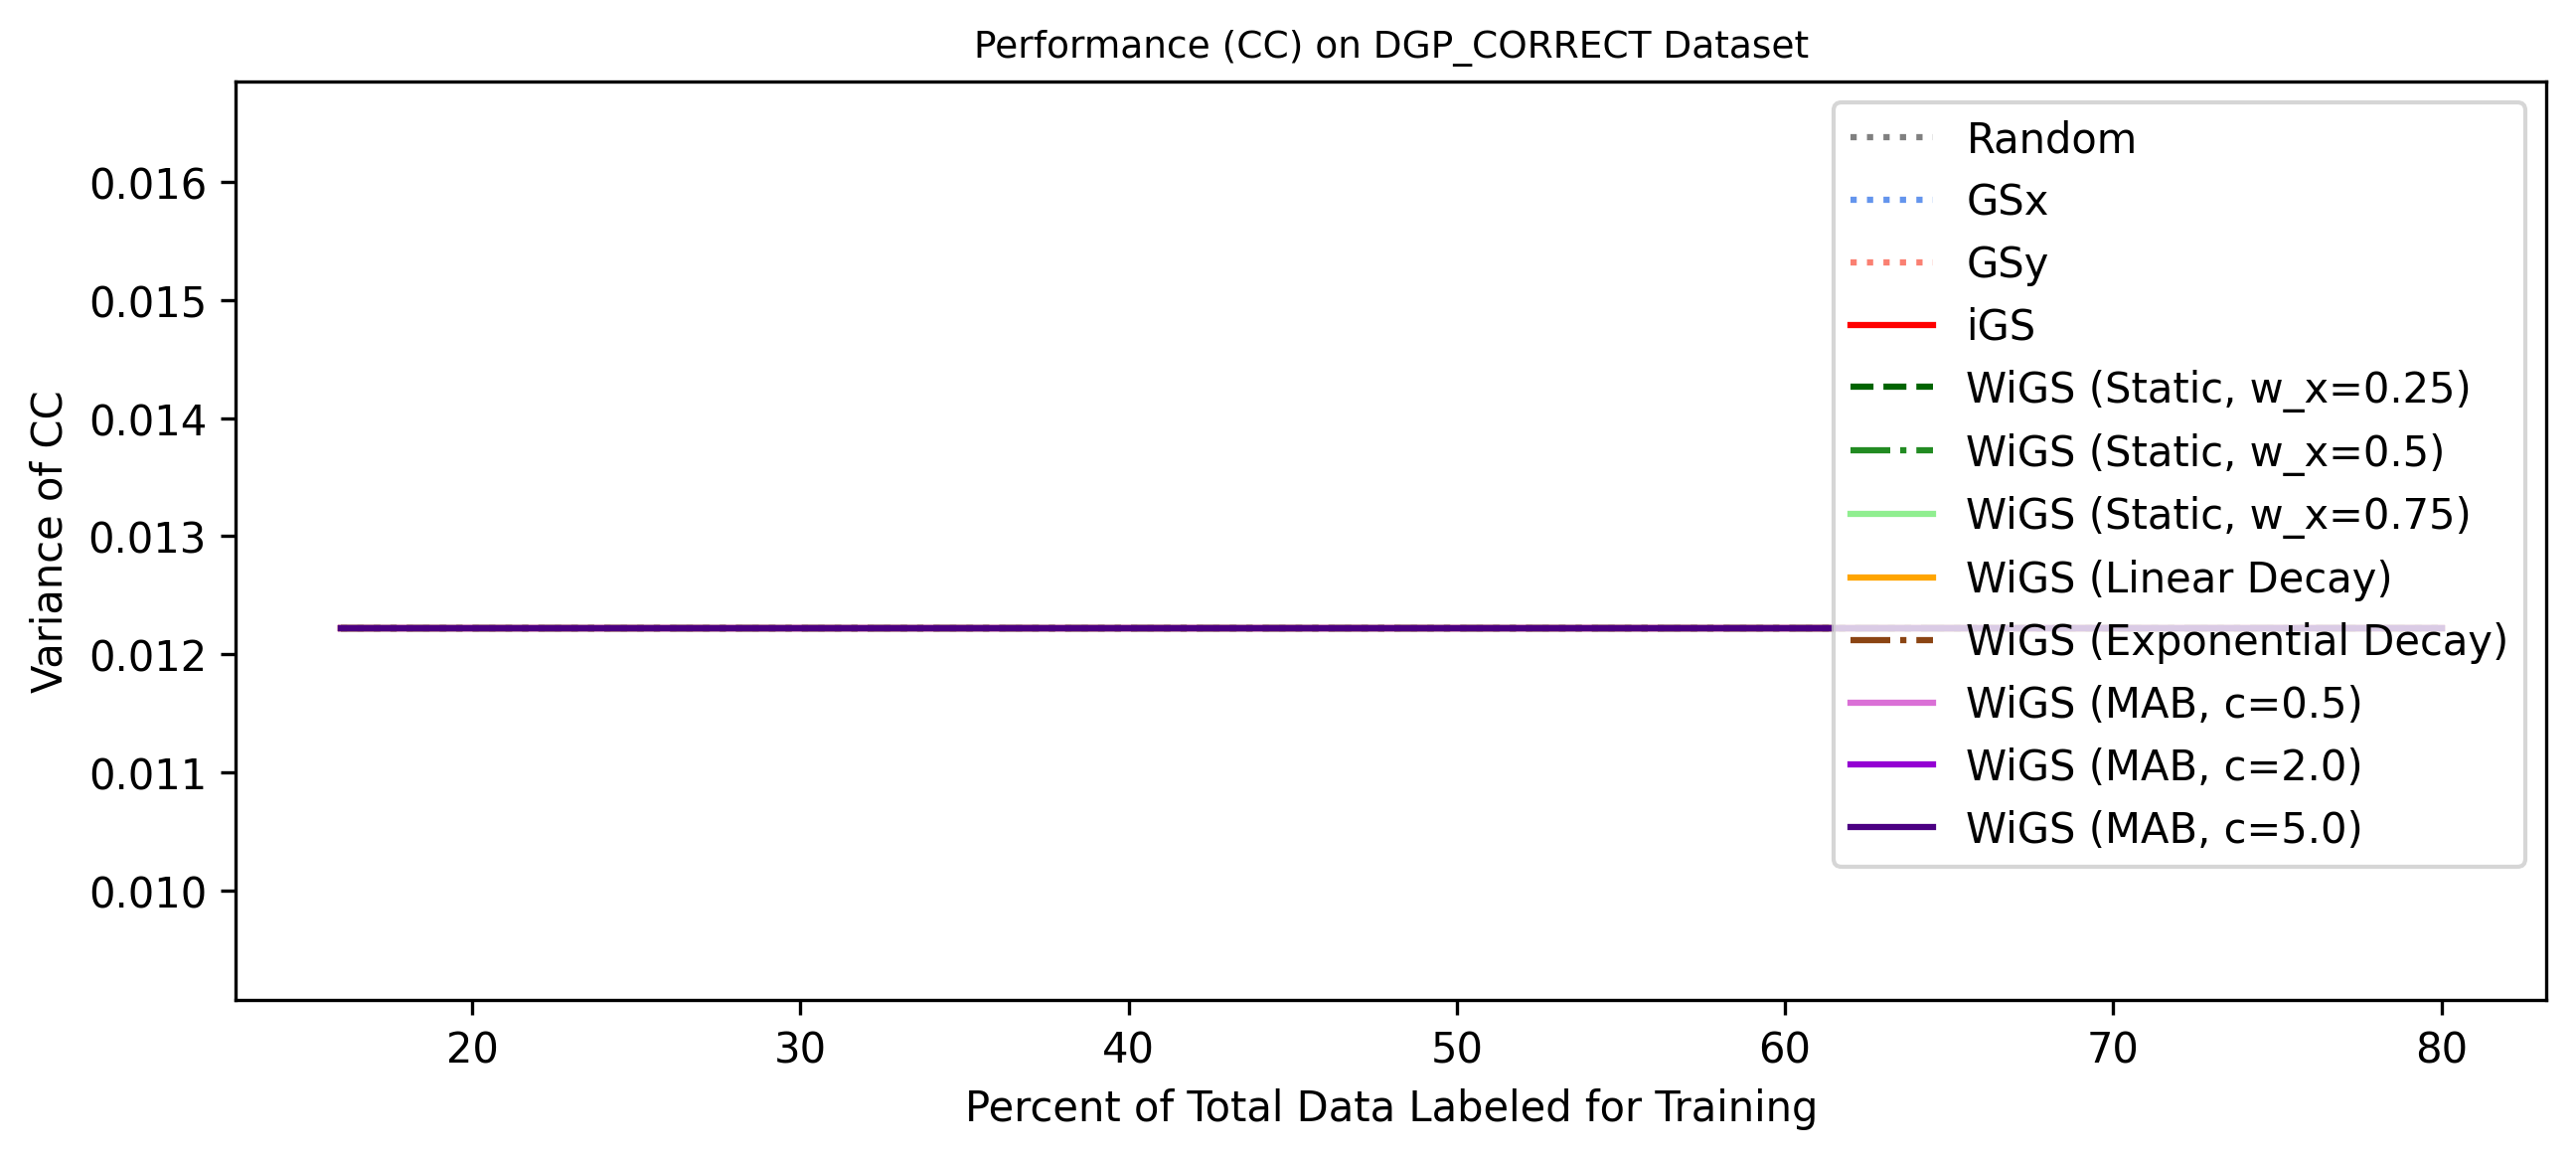 Performance (CC) on DGP_CORRECT Dataset
Variance of CC
0.016
0.015
0.014
0.013
0.012
0.011
0.010
Random
GSx
GSy
iGS
WiGS (Static, w_x=0.25)
WiGS (Static, w_x=0.5)
WiGS (Static, w_x=0.75)
WiGS (Linear Decay)
WiGS (Exponential Decay)
WiGS (MAB, c=0.5)
WiGS (MAB, c=2.0)
WiGS (MAB, c=5.0)
20 30 40 50 60 70 80
Percent of Total Data Labeled for Training